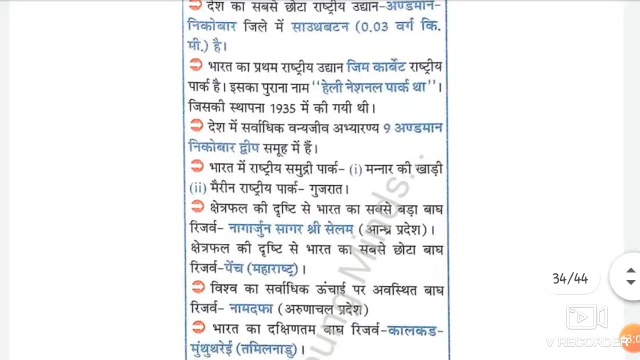 देश का सबसे छोटा राष्ट्रीय उद्यान-अण्डमान-
निकोबार जिले में साउथबटन (0.03 वर्ग कि.
मी.) है।
भारत का प्रथम राष्ट्रीय उद्यान जिम कार्बेट राष्ट्रीय
पार्क है। इसका पुराना नाम "हेली नेशनल पार्क था"।
जिसकी स्थापना 1935 में की गयी थी।
देश में सर्वाधिक वन्यजीव अभ्यारण्य 9 अण्डमान
निकोबार द्वीप समूह में हैं।
भारत में राष्ट्रीय समुद्री पार्क- (i) मन्नार की खाड़ी
(ii) मैरीन राष्ट्रीय पार्क- गुजरात।
क्षेत्रफल की दृष्टि से भारत का सबसे बड़ा बाघ
रिजर्व- नागार्जुन सागर श्री सेलम (आन्ध्र प्रदेश)।
क्षेत्रफल की दृष्टि से भारत का सबसे छोटा बाघ
रिजर्व-पेंच (महाराष्ट्र)।
विश्व का सर्वाधिक ऊंचाई पर अवस्थित बाघ
रिजर्व- नामदफा (अरुणाचल प्रदेश)
भारत का दक्षिणतम बाघ रिजर्व-कालकड-
मुंथुथरेई (तमिलनाडु)।
34/44
V RECORDER